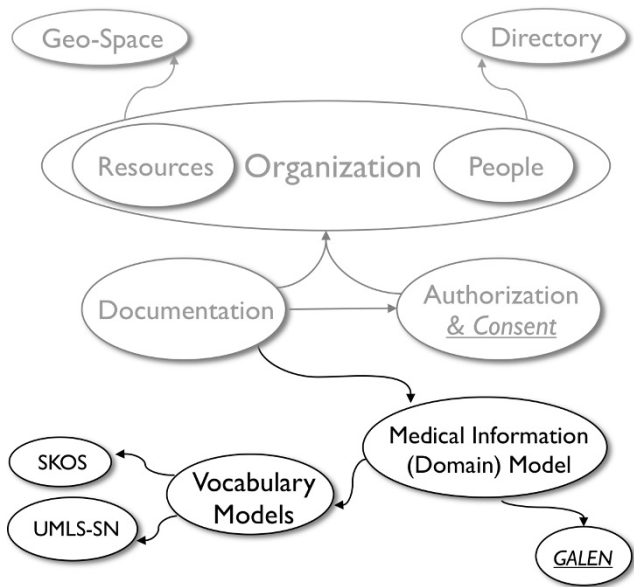 Geo-Space
Directory
Resources
Organization
People
Documentation
Authorization
& Consent
Medical Information
(Domain) Model
SKOS
Vocabulary
Models
UMLS-SN
GALEN